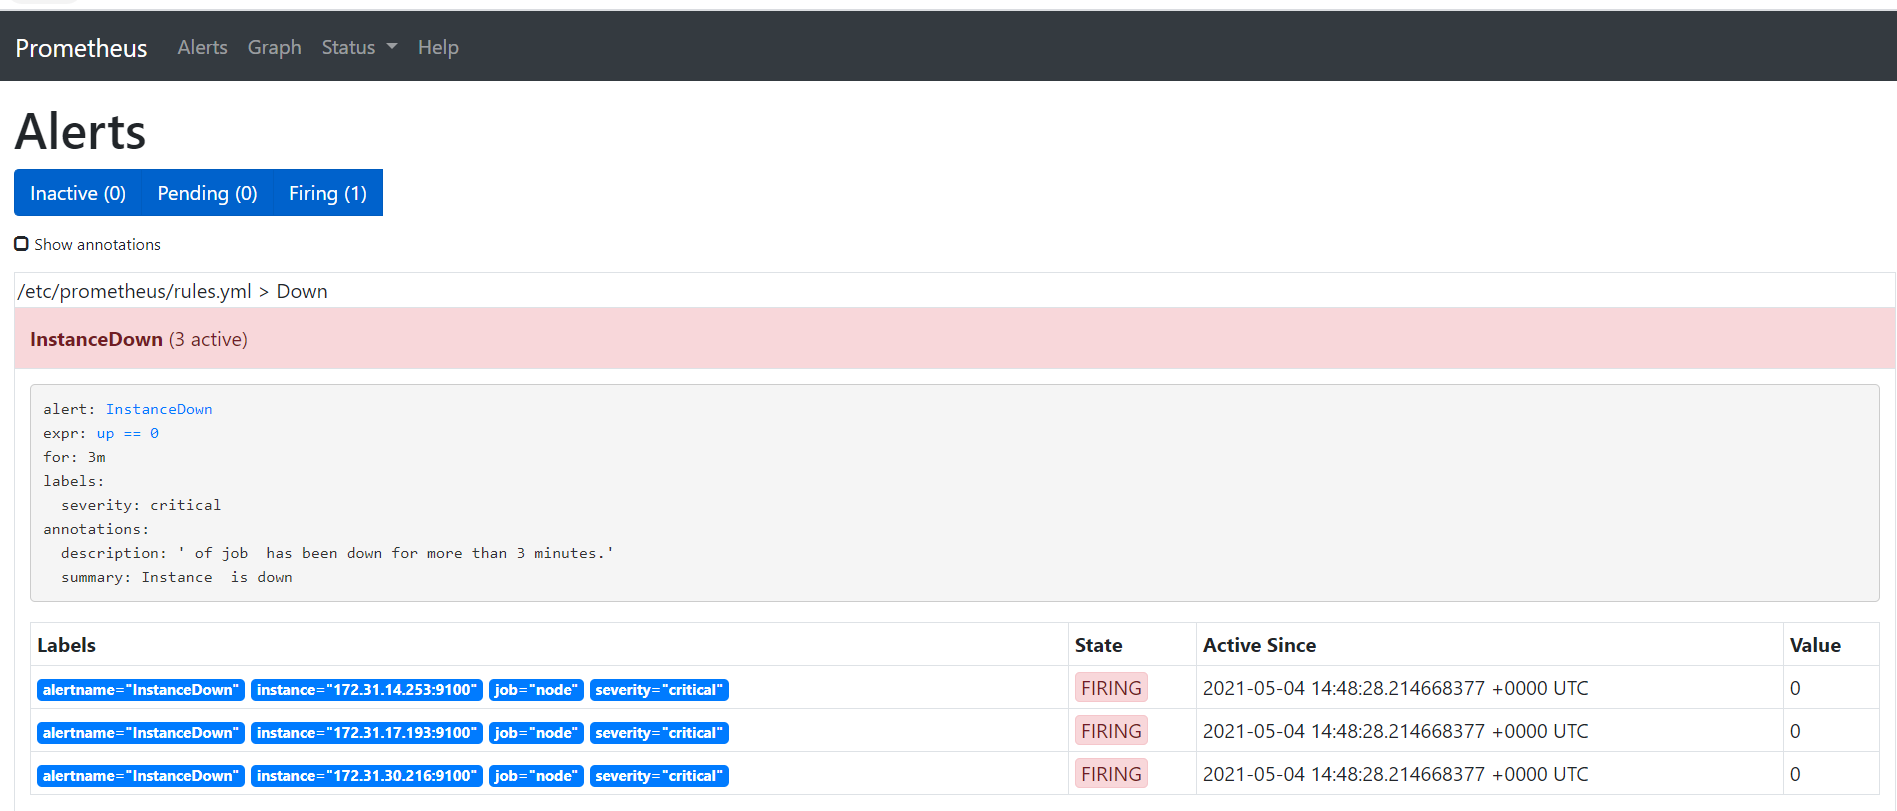 Prometheus Alerts Graph Status Help
Alerts
Inactive (0) Pending (0) Firing (1)
Show annotations
/etc/prometheus/rules.yml > Down
InstanceDown (3 active)
alert: InstanceDown
expr: up == 0
for: 3m
labels:
  severity: critical
annotations:
  description: ' of job  has been down for more than 3 minutes.'
  summary: Instance  is down
Labels State Active Since Value
alertname="InstanceDown" instance="172.31.14.253:9100" job="node" severity="critical" FIRING 2021-05-04 14:48:28.214668377 +0000 UTC 0
alertname="InstanceDown" instance="172.31.17.193:9100" job="node" severity="critical" FIRING 2021-05-04 14:48:28.214668377 +0000 UTC 0
alertname="InstanceDown" instance="172.31.30.216:9100" job="node" severity="critical" FIRING 2021-05-04 14:48:28.214668377 +0000 UTC 0